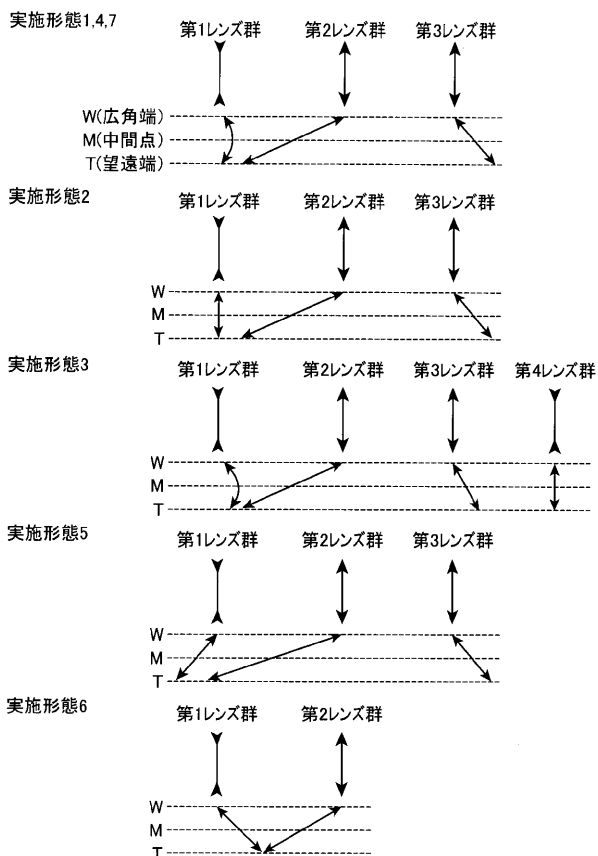 実施形態1,4,7
第1レンズ群 第2レンズ群 第3レンズ群
W(広角端)
M(中間点)
T(望遠端)
実施形態2
第1レンズ群 第2レンズ群 第3レンズ群
W
M
T
実施形態3
第1レンズ群 第2レンズ群 第3レンズ群 第4レンズ群
W
M
T
実施形態5
第1レンズ群 第2レンズ群 第3レンズ群
W
M
T
実施形態6
第1レンズ群 第2レンズ群
W
M
T